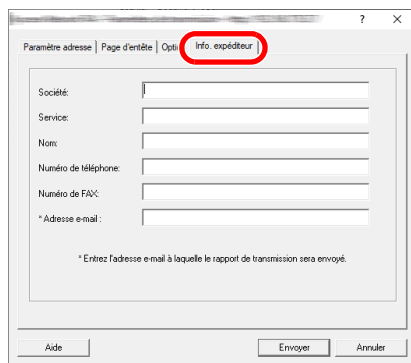 ? ×
Paramètre adresse Page d'entête Opti Info. expéditeur
Société:
Service:
Nom:
Numéro de téléphone:
Numéro de FAX:
* Adresse e-mail :
* Entrez l'adresse e-mail à laquelle le rapport de transmission sera envoyé.
Aide Envoyer Annuler